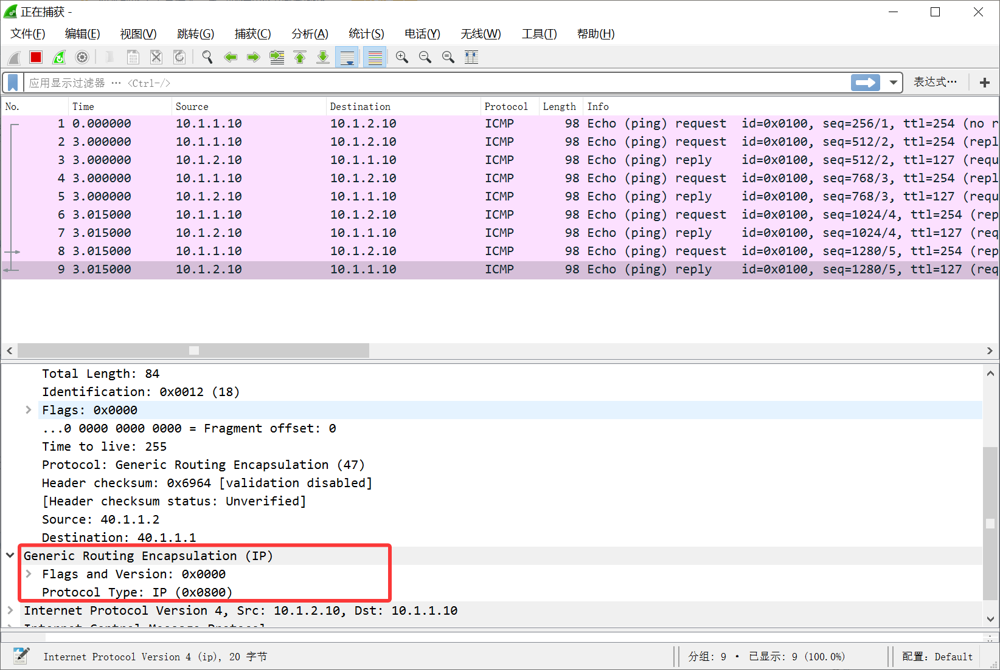 正在捕获 -
文件(F) 编辑(E) 视图(V) 跳转(G) 捕获(C) 分析(A) 统计(S) 电话(Y) 无线(W) 工具(T) 帮助(H)
应用显示过滤器 … <Ctrl-/> 表达式…
No. Time Source Destination Protocol Length Info
1 0.000000 10.1.1.10 10.1.2.10 ICMP 98 Echo (ping) request id=0x0100, seq=256/1, ttl=254 (no r
2 3.000000 10.1.1.10 10.1.2.10 ICMP 98 Echo (ping) request id=0x0100, seq=512/2, ttl=254 (repl
3 3.000000 10.1.2.10 10.1.1.10 ICMP 98 Echo (ping) reply id=0x0100, seq=512/2, ttl=127 (requ
4 3.000000 10.1.1.10 10.1.2.10 ICMP 98 Echo (ping) request id=0x0100, seq=768/3, ttl=254 (repl
5 3.000000 10.1.2.10 10.1.1.10 ICMP 98 Echo (ping) reply id=0x0100, seq=768/3, ttl=127 (requ
6 3.015000 10.1.1.10 10.1.2.10 ICMP 98 Echo (ping) request id=0x0100, seq=1024/4, ttl=254 (rep
7 3.015000 10.1.2.10 10.1.1.10 ICMP 98 Echo (ping) reply id=0x0100, seq=1024/4, ttl=127 (req
8 3.015000 10.1.1.10 10.1.2.10 ICMP 98 Echo (ping) request id=0x0100, seq=1280/5, ttl=254 (rep
9 3.015000 10.1.2.10 10.1.1.10 ICMP 98 Echo (ping) reply id=0x0100, seq=1280/5, ttl=127 (req
Total Length: 84
Identification: 0x0012 (18)
Flags: 0x0000
...0 0000 0000 0000 = Fragment offset: 0
Time to live: 255
Protocol: Generic Routing Encapsulation (47)
Header checksum: 0x6964 [validation disabled]
[Header checksum status: Unverified]
Source: 40.1.1.2
Destination: 40.1.1.1
Generic Routing Encapsulation (IP)
Flags and Version: 0x0000
Protocol Type: IP (0x0800)
Internet Protocol Version 4, Src: 10.1.2.10, Dst: 10.1.1.10
Internet Control Message Protocol
Internet Protocol Version 4 (ip), 20 字节 分组: 9 · 已显示: 9 (100.0%) 配置: Default